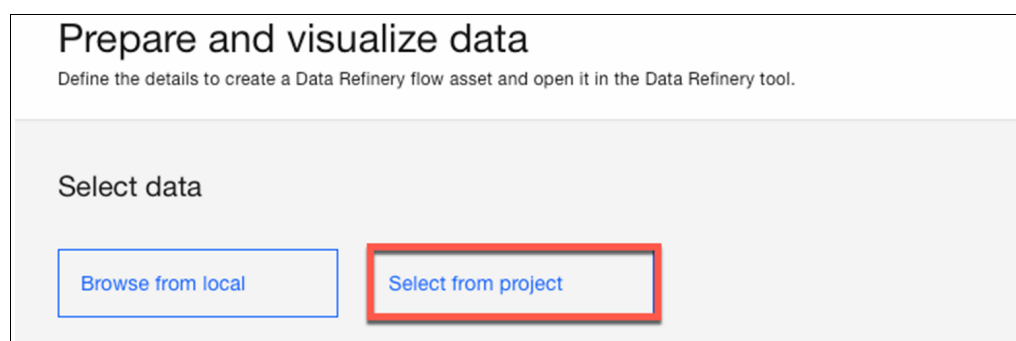 Prepare and visualize data
Define the details to create a Data Refinery flow asset and open it in the Data Refinery tool.
Select data
Browse from local
Select from project